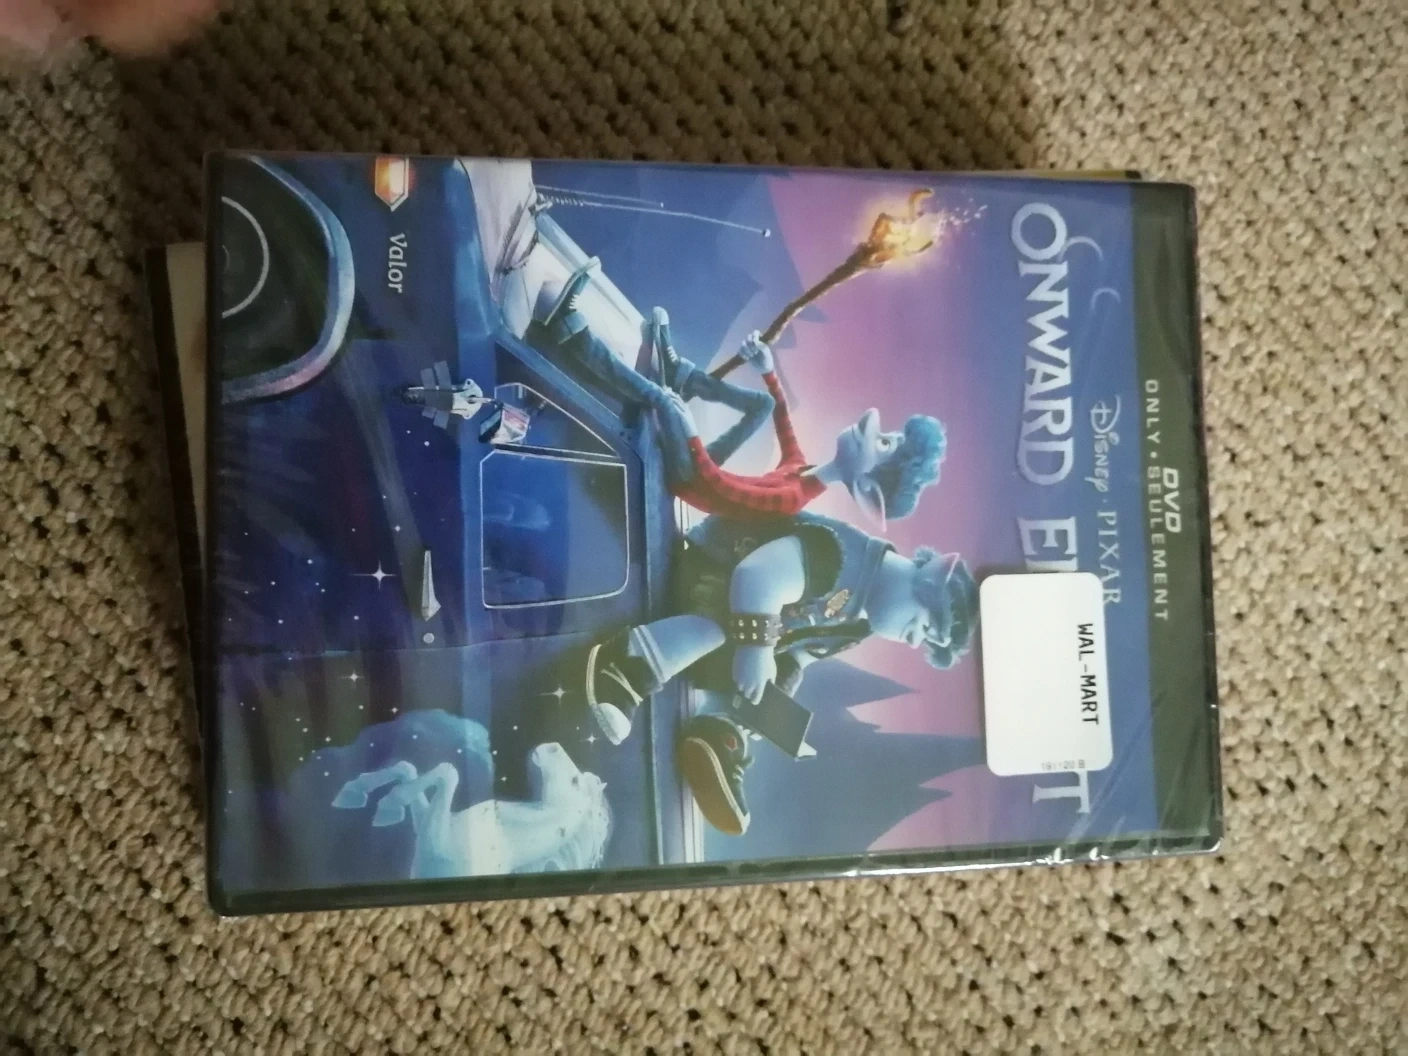 DVD
ONLY • SEULEMENT
DISNEY • PIXAR
ONWARD
WAL-MART
Valor